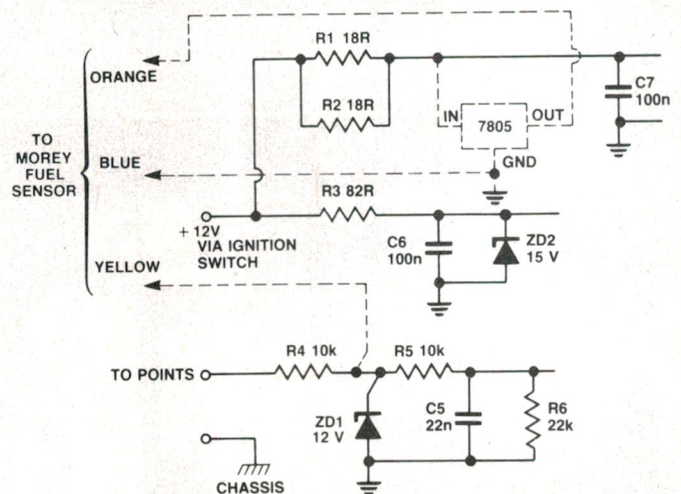 R1 18R
ORANGE
R2 18R
C7
100n
IN
7805
OUT
TO
MOREY
FUEL
SENSOR
BLUE
GND
R3 82R
+ 12V
VIA IGNITION
SWITCH
C6
100n
ZD2
15 V
YELLOW
R4 10k
R5 10k
TO POINTS
ZD1
12 V
C5
22n
R6
22k
CHASSIS